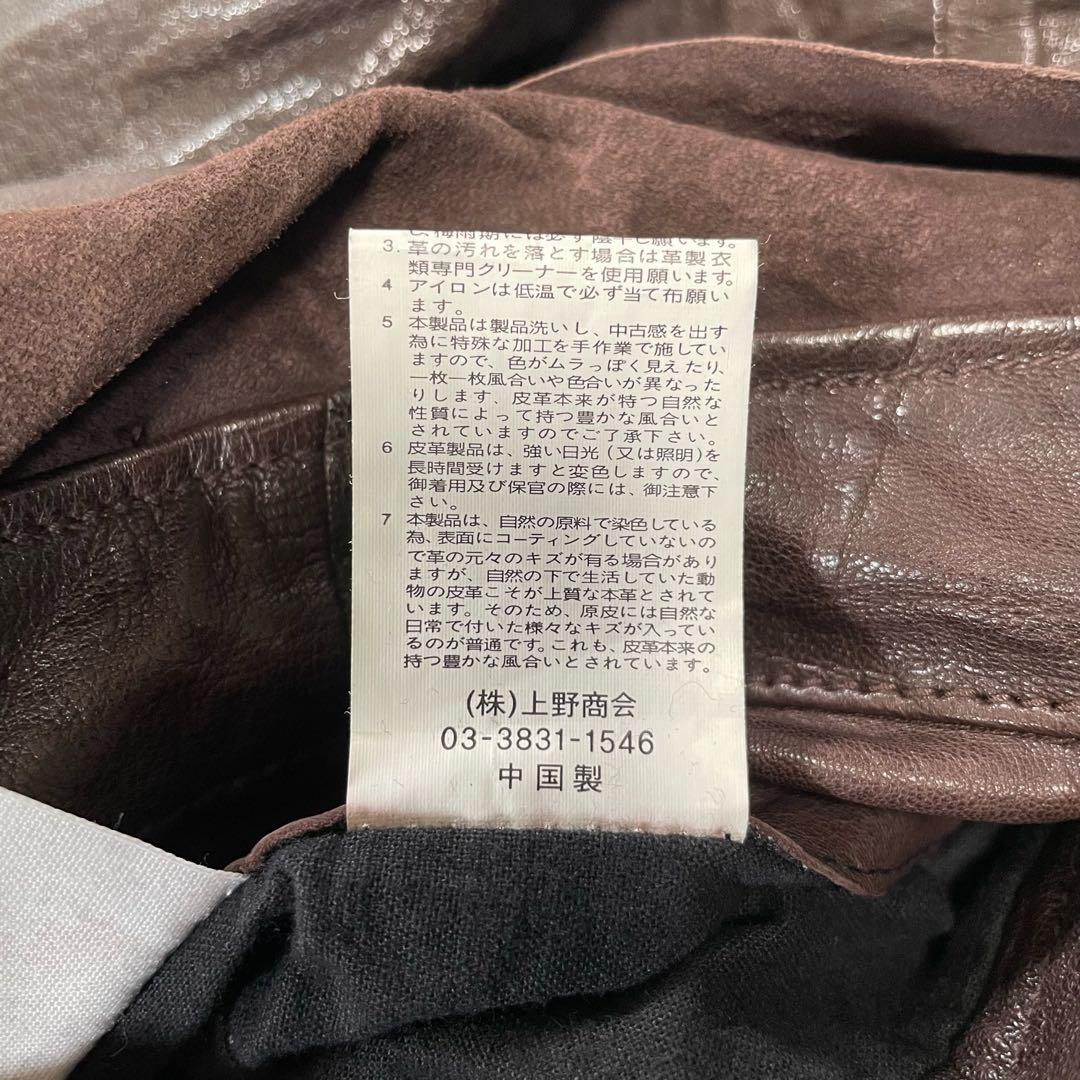 し、梅雨期には必ず陰干し願います。
3. 革の汚れを落とす場合は革製衣
類専門クリーナーを使用願います。
4 アイロンは低温で必ず当て布願い
ます。
5 本製品は製品洗いし、中古感を出す
為に特殊な加工を手作業で施してい
ますので、色がムラっぽく見えたり、
一枚一枚風合いや色合いが異なった
りします、皮革本来が持つ自然な
性質によって持つ豊かな風合いと
されていますのでご了承下さい。
6 皮革製品は、強い日光（又は照明）を
長時間受けますと変色しますので、
御着用及び保官の際には、御注意下
さい。
7 本製品は、自然の原料で染色している
為、表面にコーティングしていないの
で革の元々のキズが有る場合があり
ますが、自然の下で生活していた動
物の皮革こそが上質な本革とされて
います。そのため、原皮には自然な
日常で付いた様々なキズが入ってい
るのが普通です。これも、皮革本来の
持つ豊かな風合いとされています。
(株)上野商会
03-3831-1546
中国製